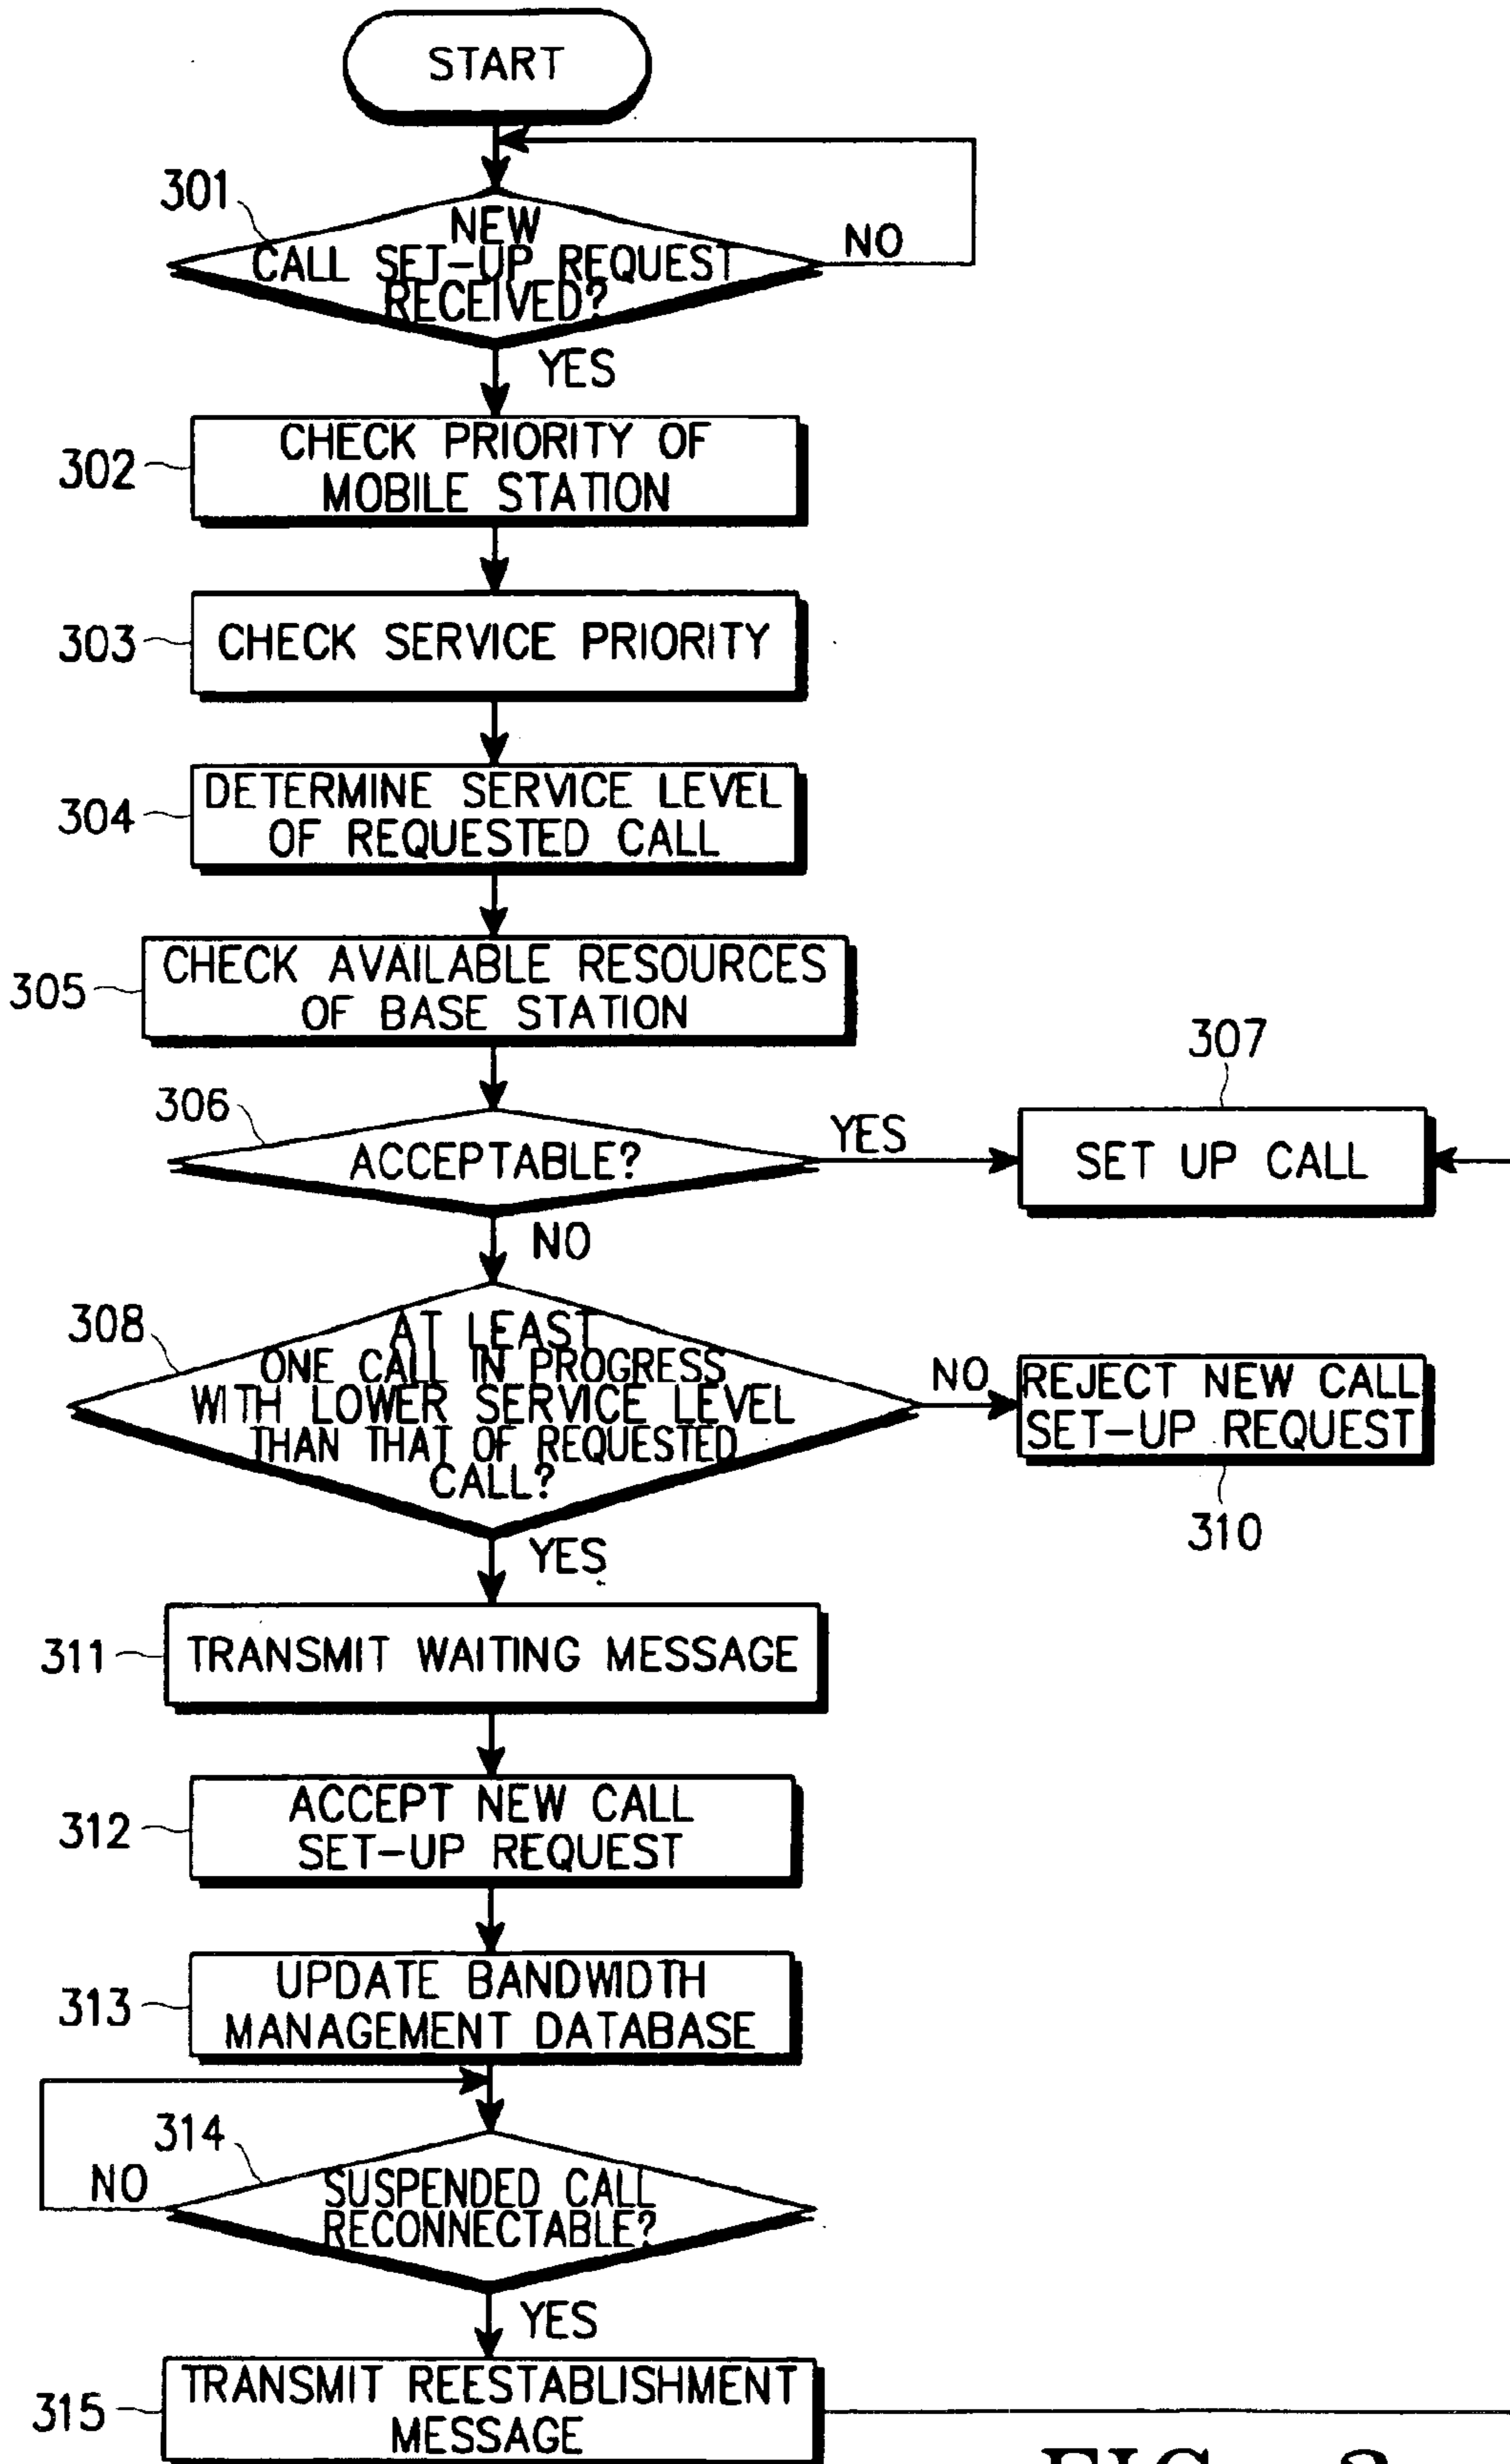 START
301
NEW
CALL SET-UP REQUEST
RECEIVED?
NO
YES
302
CHECK PRIORITY OF
MOBILE STATION
303
CHECK SERVICE PRIORITY
304
DETERMINE SERVICE LEVEL
OF REQUESTED CALL
305
CHECK AVAILABLE RESOURCES
OF BASE STATION
306
ACCEPTABLE?
YES
307
SET UP CALL
NO
308
AT LEAST
ONE CALL IN PROGRESS
WITH LOWER SERVICE LEVEL
THAN THAT OF REQUESTED
CALL?
NO
REJECT NEW CALL
SET-UP REQUEST
310
YES
311
TRANSMIT WAITING MESSAGE
312
ACCEPT NEW CALL
SET-UP REQUEST
313
UPDATE BANDWIDTH
MANAGEMENT DATABASE
314
NO
SUSPENDED CALL
RECONNECTABLE?
YES
315
TRANSMIT REESTABLISHMENT
MESSAGE